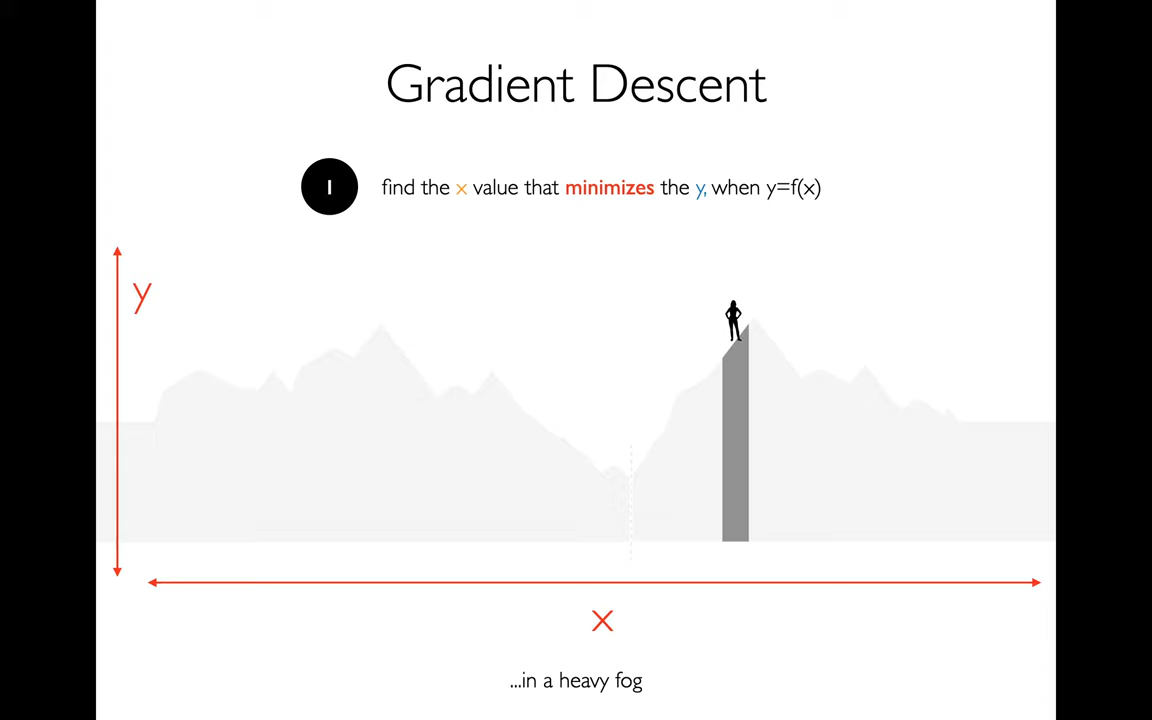 Gradient Descent
1 find the x value that minimizes the y, when y=f(x)
y
x
...in a heavy fog